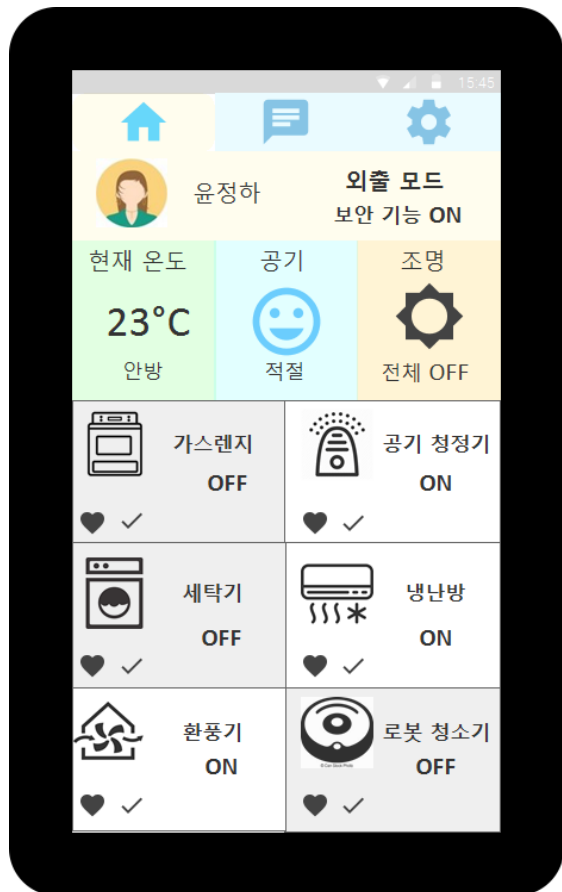 15:45
윤정하
외출 모드
보안 기능 ON
현재 온도
공기
조명
23°C
안방
적절
전체 OFF
가스렌지
OFF
공기 청정기
ON
세탁기
OFF
냉난방
ON
환풍기
ON
로봇 청소기
OFF